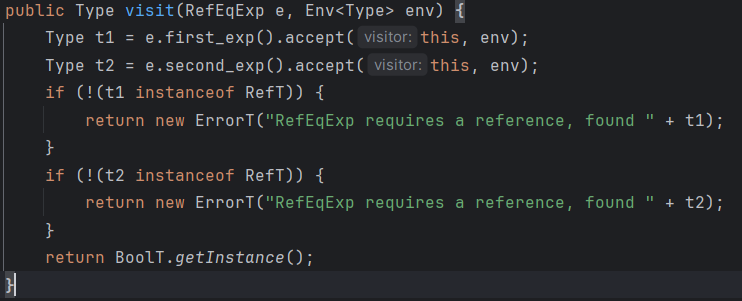 public Type visit(RefEqExp e, Env<Type> env) {
    Type t1 = e.first_exp().accept( visitor: this, env);
    Type t2 = e.second_exp().accept( visitor: this, env);
    if (!(t1 instanceof RefT)) {
        return new ErrorT("RefEqExp requires a reference, found " + t1);
    }
    if (!(t2 instanceof RefT)) {
        return new ErrorT("RefEqExp requires a reference, found " + t2);
    }
    return BoolT.getInstance();
}